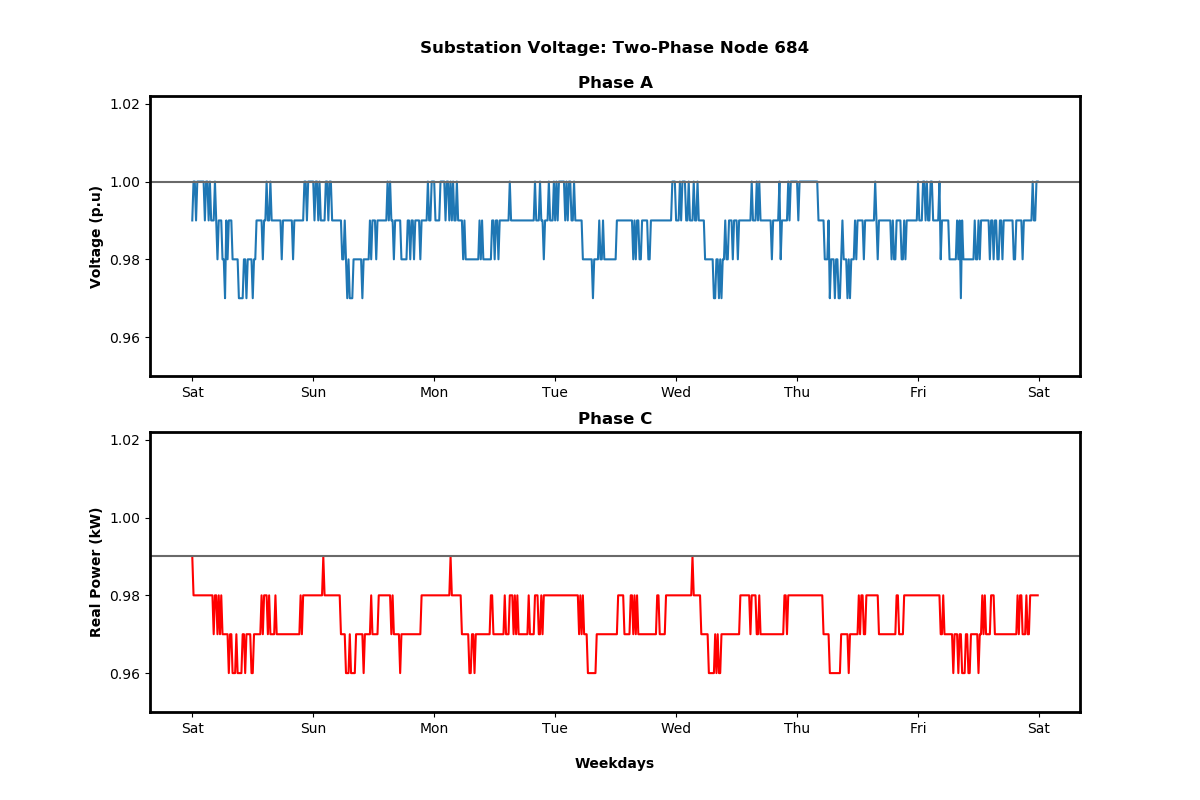 Substation Voltage: Two-Phase Node 684
Phase A
Voltage (p.u)
1.02
1.00
0.98
0.96
Sat Sun Mon Tue Wed Thu Fri Sat
Phase C
Real Power (kW)
1.02
1.00
0.98
0.96
Sat Sun Mon Tue Wed Thu Fri Sat
Weekdays